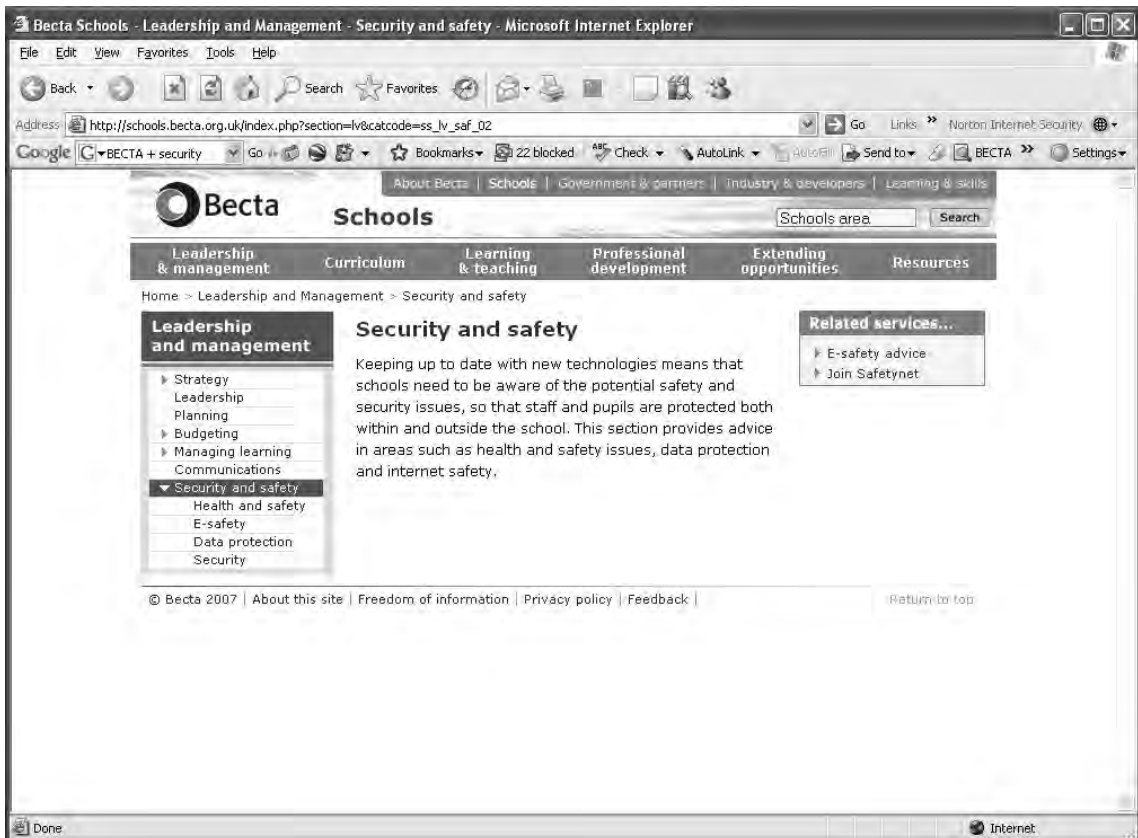 Becta Schools - Leadership and Management - Security and safety - Microsoft Internet Explorer
File Edit View Favorites Tools Help
Back Search Favorites
Address http://schools.becta.org.uk/index.php?section=lv&catcode=ss_lv_saf_02 Go Links » Norton Internet Security
Google G BECTA + security Go Bookmarks 22 blocked ABC Check AutoLink AutoFill Send to BECTA » Settings
About Becta | Schools | Government & partners | Industry & developers | Learning & skills
Becta
Schools
Schools area Search
Leadership & management Curriculum Learning & teaching Professional development Extending opportunities Resources
Home > Leadership and Management > Security and safety
Leadership
and management
Strategy
Leadership
Planning
Budgeting
Managing learning
Communications
Security and safety
Health and safety
E-safety
Data protection
Security
Security and safety
Keeping up to date with new technologies means that
schools need to be aware of the potential safety and
security issues, so that staff and pupils are protected both
within and outside the school. This section provides advice
in areas such as health and safety issues, data protection
and internet safety.
Related services...
E-safety advice
Join Safetynet
© Becta 2007 | About this site | Freedom of information | Privacy policy | Feedback |
Return to top
Done Internet